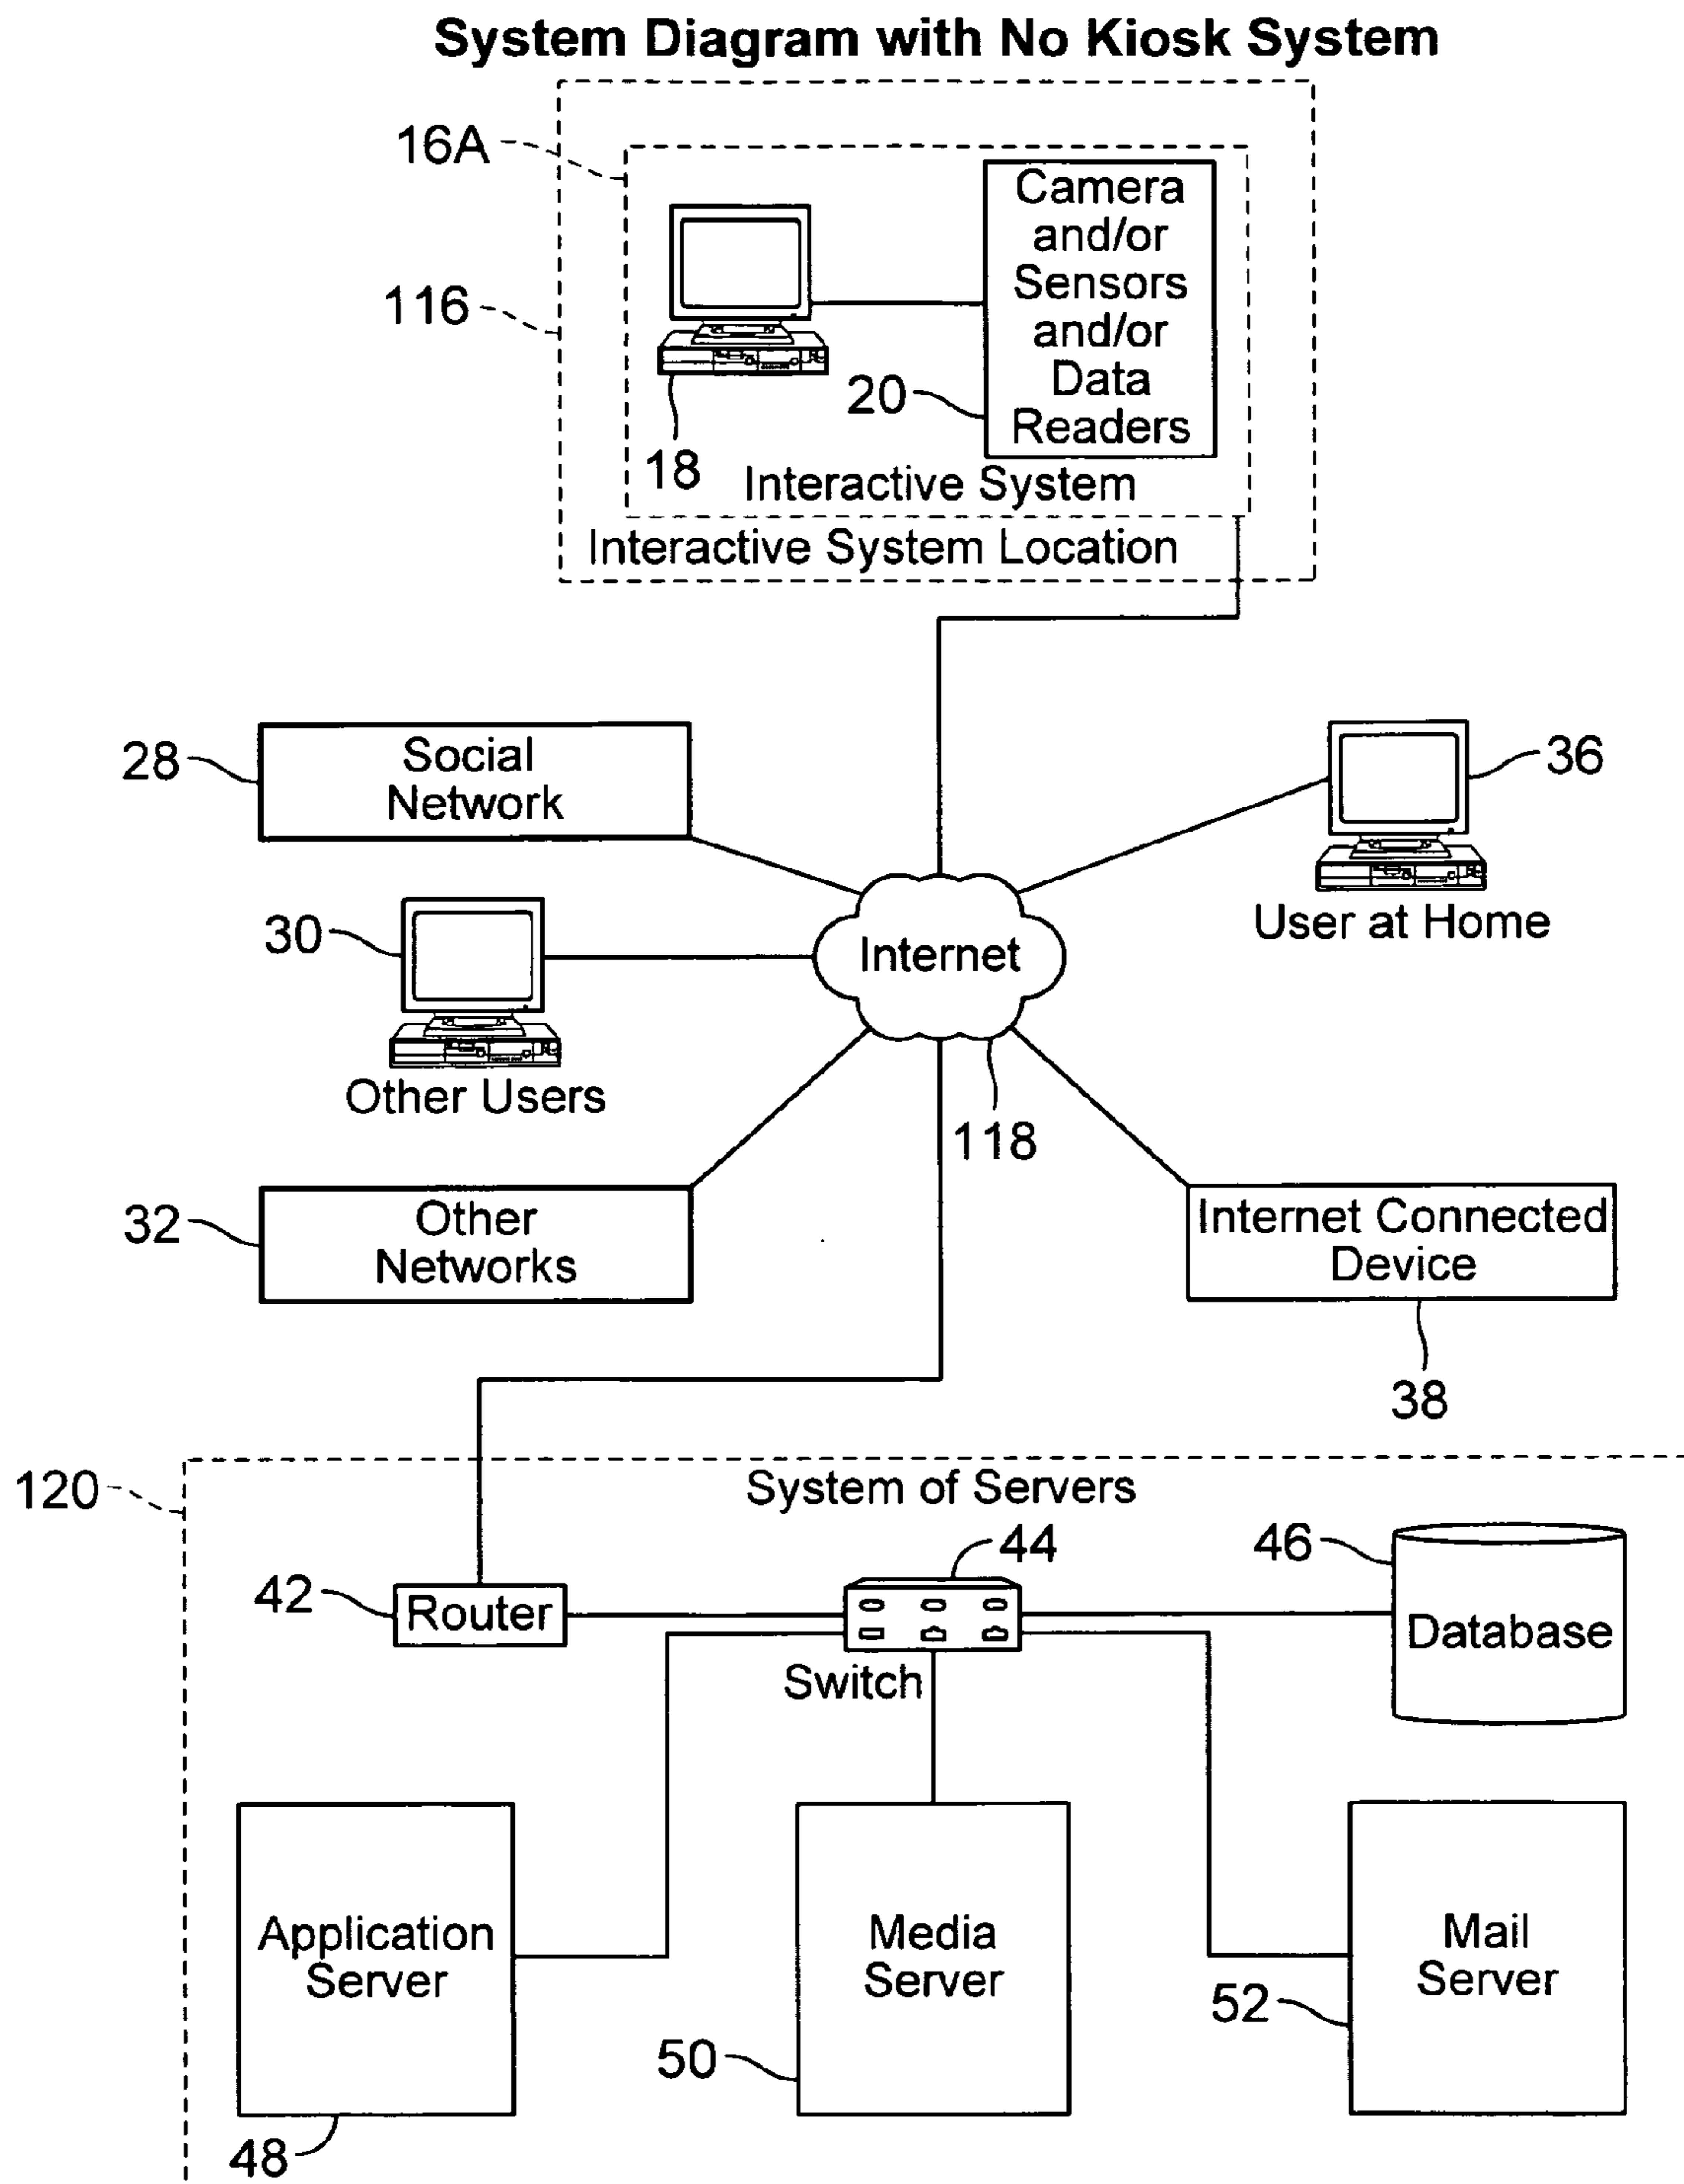 System Diagram with No Kiosk System
16A
Camera
and/or
Sensors
and/or
Data
Readers
116
20
18
Interactive System
Interactive System Location
28
Social
Network
36
User at Home
30
Internet
Other Users
118
32
Other
Networks
Internet Connected
Device
38
120
System of Servers
44
46
42
Router
Database
Switch
Application
Server
Media
Server
Mail
Server
52
50
48